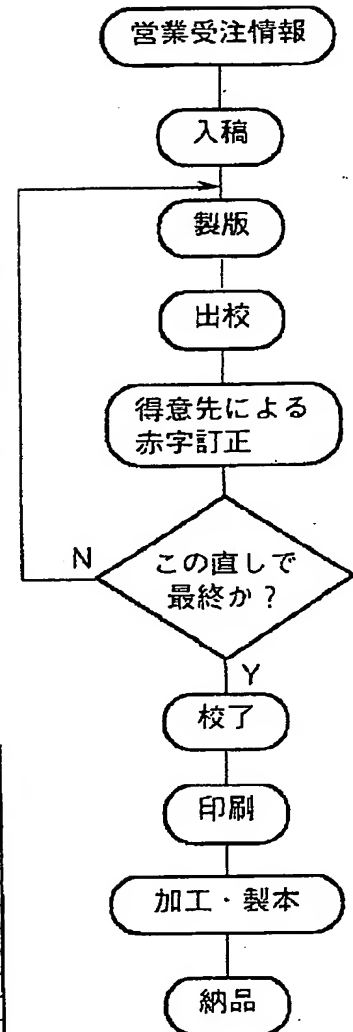 営業受注情報
入稿
製版
出校
得意先による
赤字訂正
この直しで
最終か？
N
Y
校了
印刷
加工・製本
納品